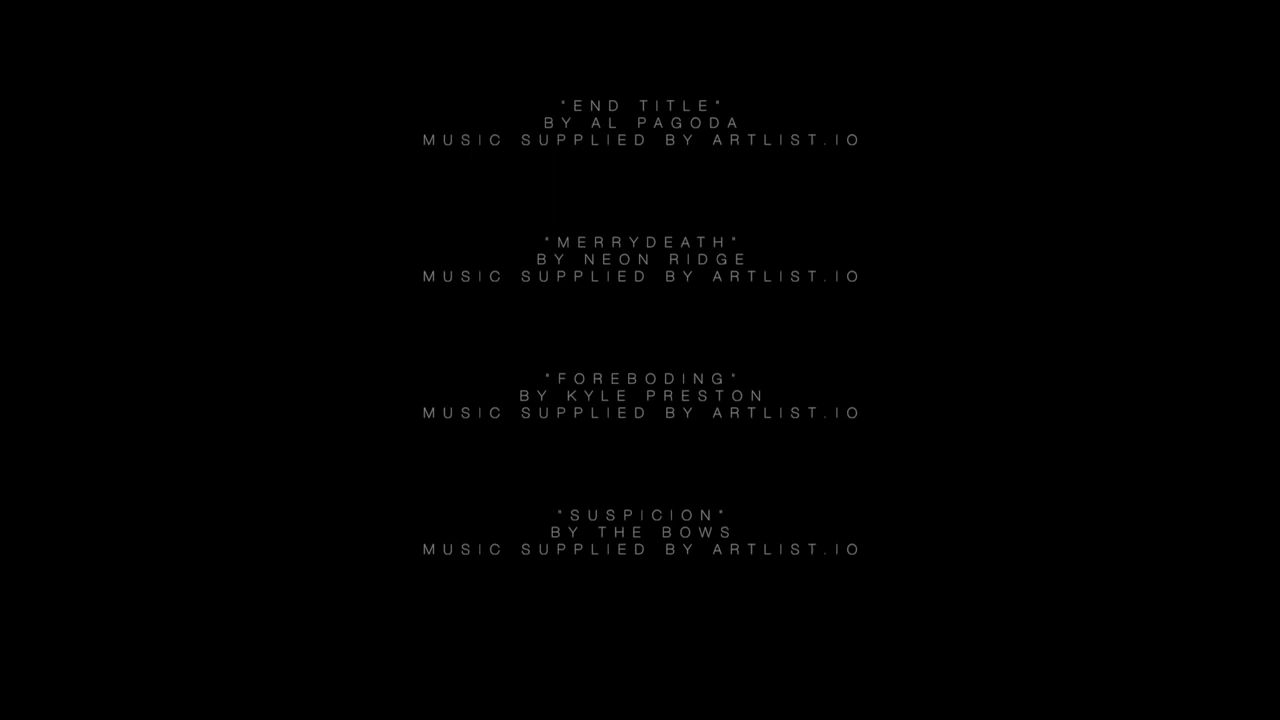 "END TITLE"
BY AL PAGODA
MUSIC SUPPLIED BY ARTLIST.IO
"MERRYDEATH"
BY NEON RIDGE
MUSIC SUPPLIED BY ARTLIST.IO
"FOREBODING"
BY KYLE PRESTON
MUSIC SUPPLIED BY ARTLIST.IO
"SUSPICION"
BY THE BOWS
MUSIC SUPPLIED BY ARTLIST.IO